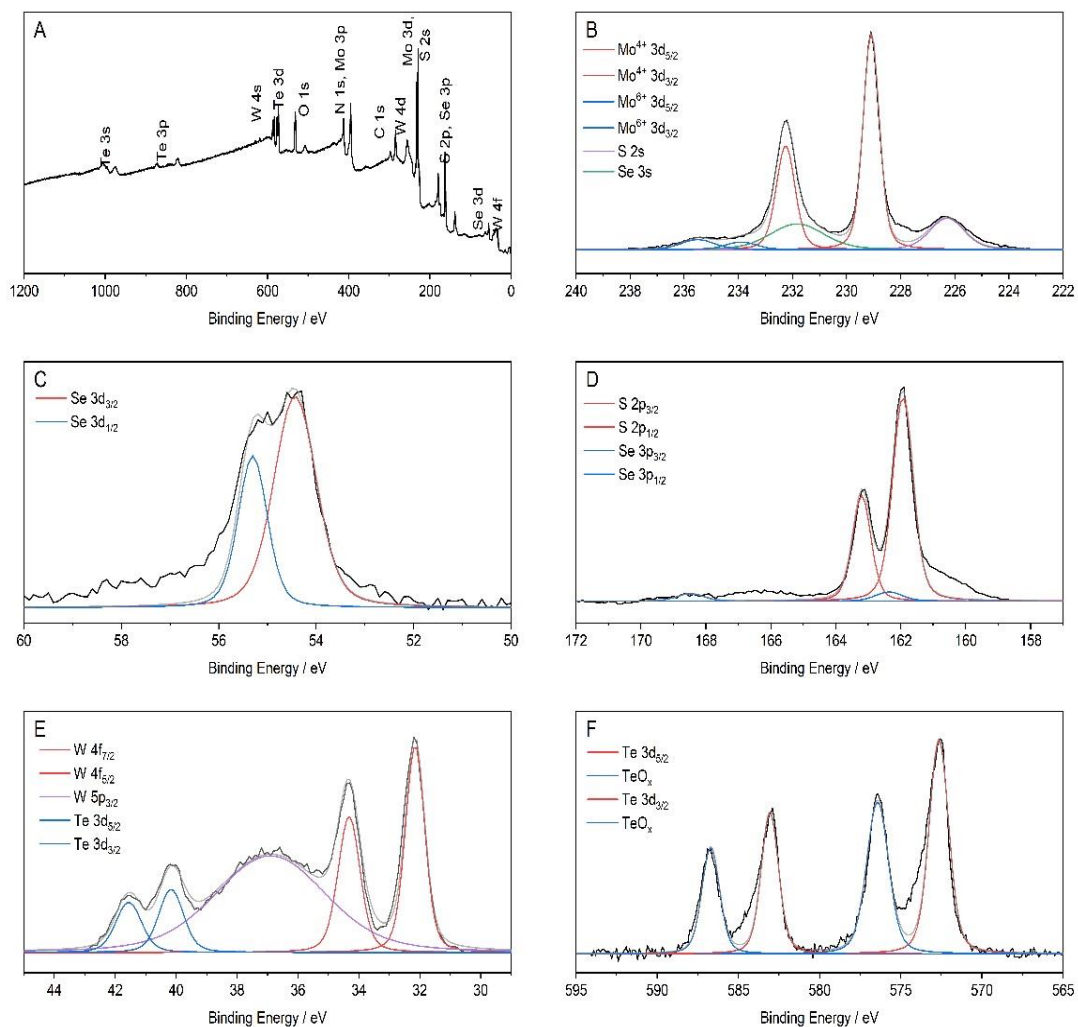 A
Te 3s
Te 3p
W 4s
Te 3d
O 1s
N 1s, Mo 3p
C 1s
W 4d
Mo 3d,
S 2s
S 2p, Se 3p
Se 3d
W 4f
1200 1000 800 600 400 200 0
Binding Energy / eV
B
Mo⁴⁺ 3d₅/₂
Mo⁴⁺ 3d₃/₂
Mo⁶⁺ 3d₅/₂
Mo⁶⁺ 3d₃/₂
S 2s
Se 3s
240 238 236 234 232 230 228 226 224 222
Binding Energy / eV
C
Se 3d₃/₂
Se 3d₁/₂
60 58 56 54 52 50
Binding Energy / eV
D
S 2p₃/₂
S 2p₁/₂
Se 3p₃/₂
Se 3p₁/₂
172 170 168 166 164 162 160 158
Binding Energy / eV
E
W 4f₇/₂
W 4f₅/₂
W 5p₃/₂
Te 3d₅/₂
Te 3d₃/₂
44 42 40 38 36 34 32 30
Binding Energy / eV
F
Te 3d₅/₂
TeOₓ
Te 3d₃/₂
TeOₓ
595 590 585 580 575 570 565
Binding Energy / eV